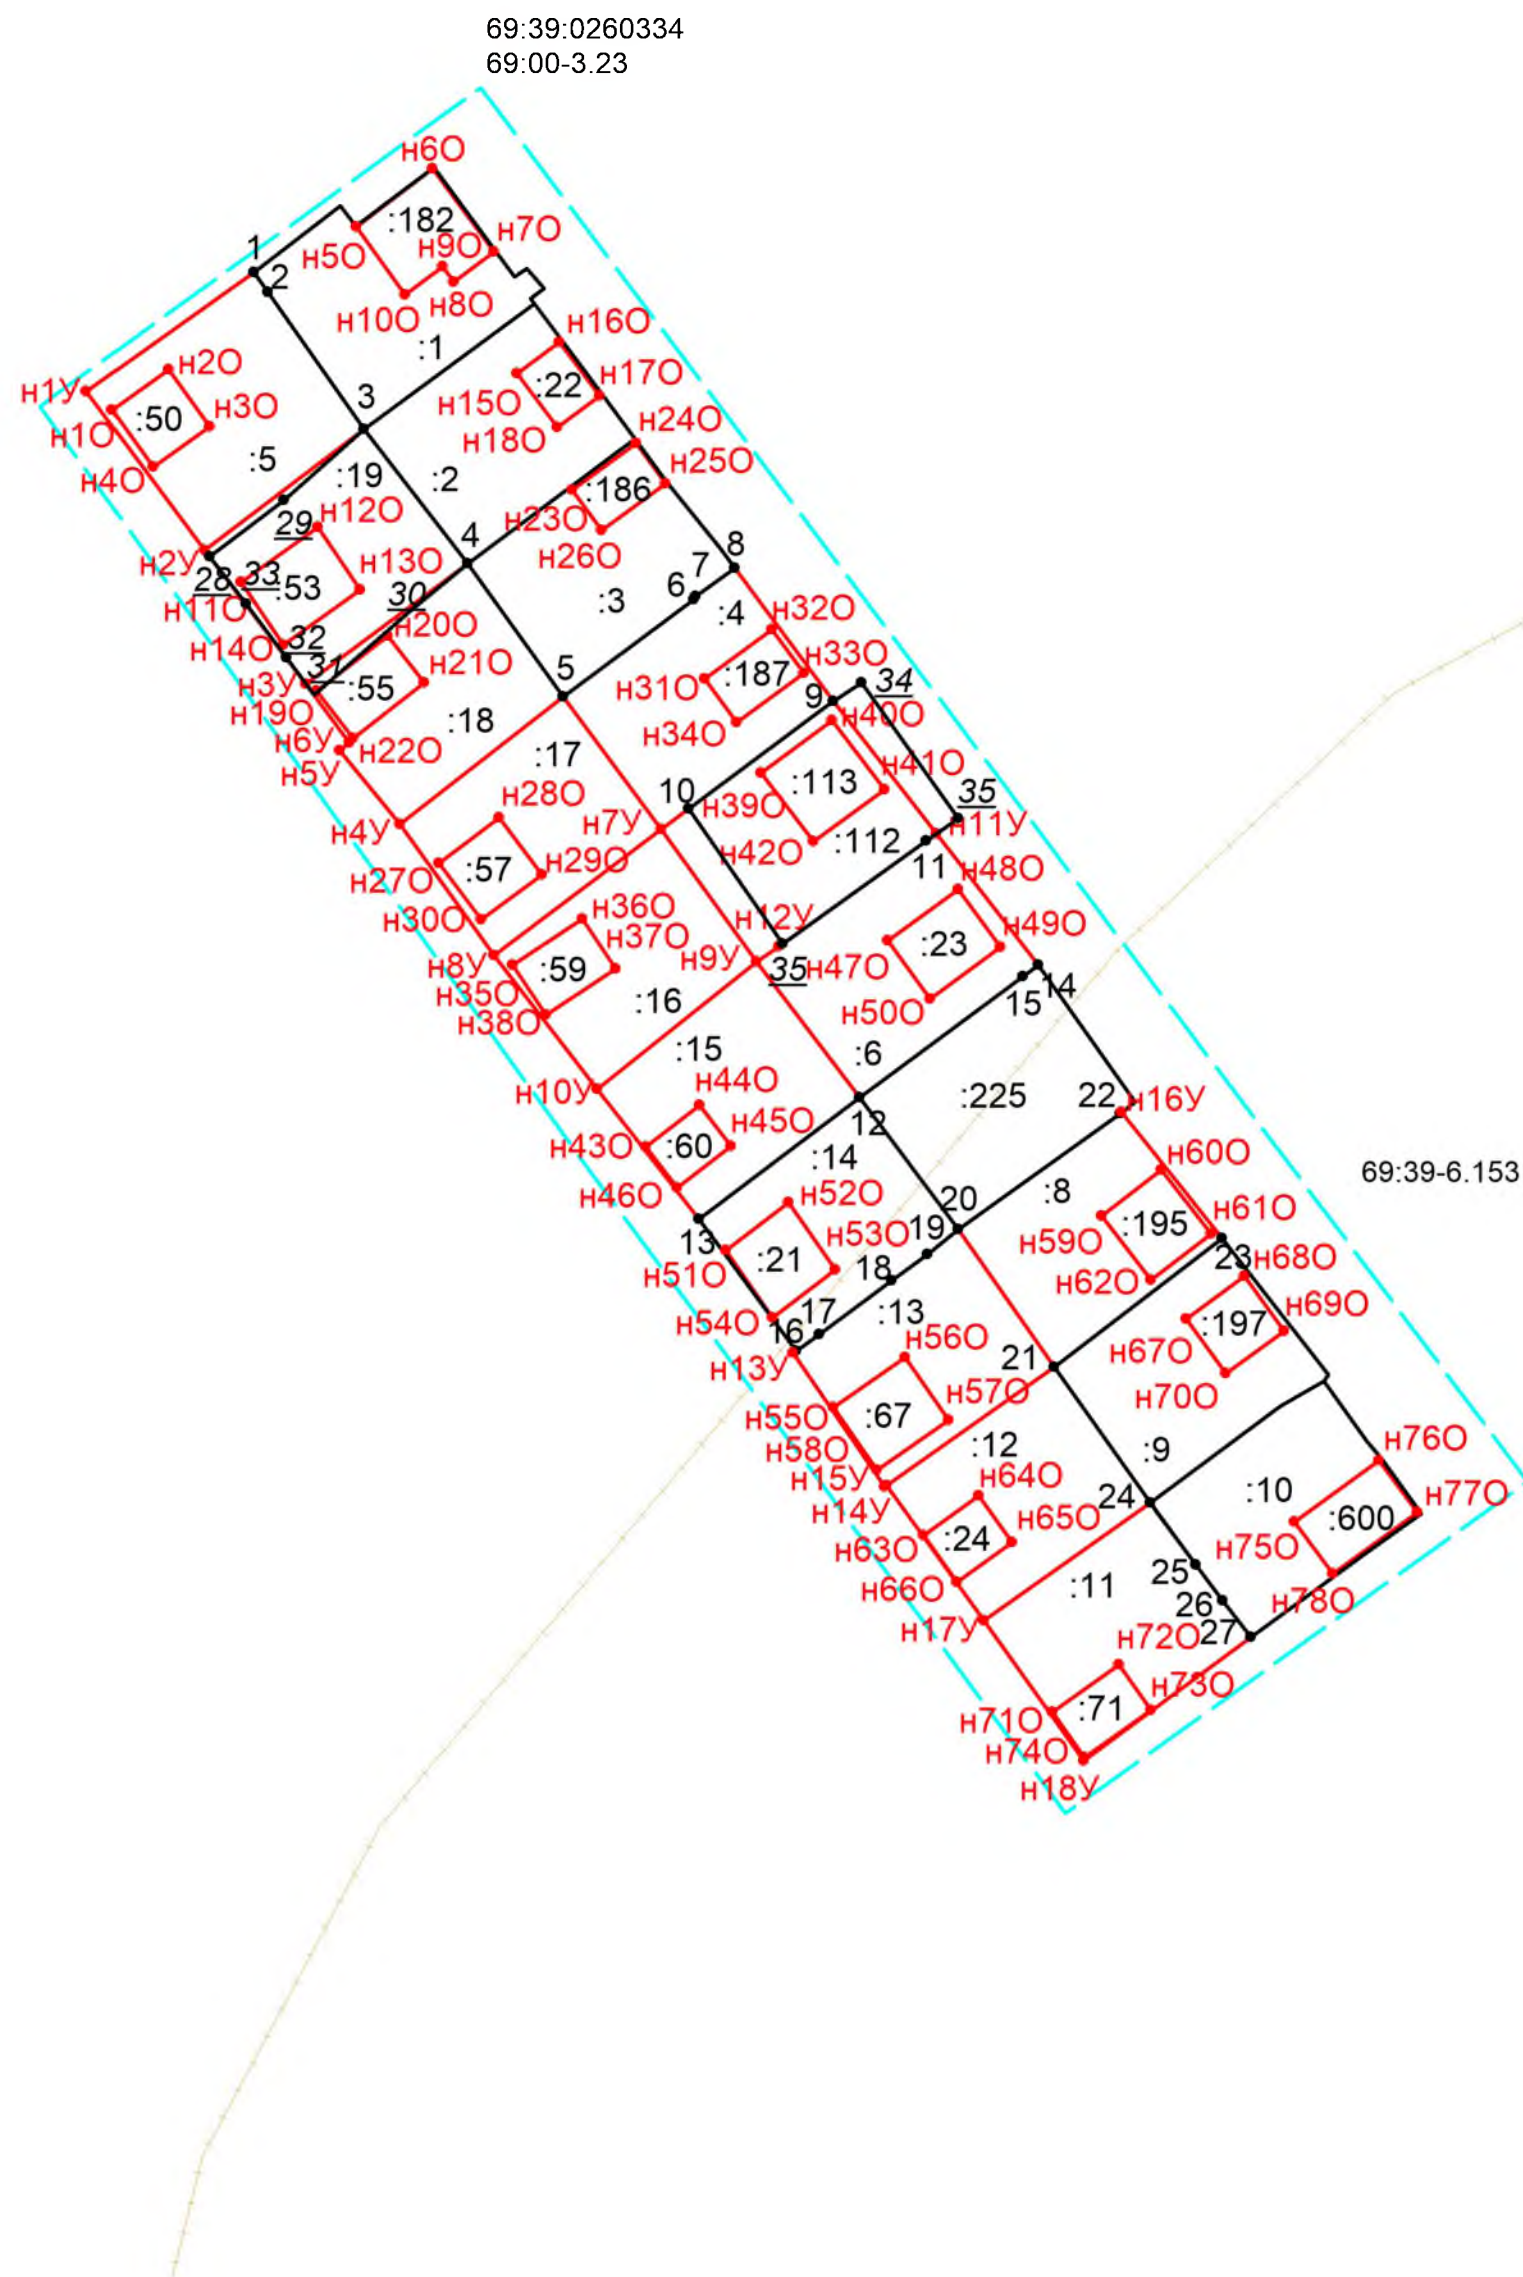 69:39:0260334
69:00-3.23
н6О
:182
н7О
1
н5О
н9О
2
н8О
н10О
н16О
:1
н2О
н1У
:22
н17О
3
н15О
н3О
:50
н1О
н24О
н18О
:5
н25О
:19
:2
н4О
:186
н12О
29
н23О
4
н26О
8
н2У
н13О
7
28
33
:53
6
30
:3
н11О
:4
н32О
н20О
32
н14О
н33О
31
5
н21О
:187
н3У
н31О
34
:55
9
н19О
н40О
:18
н34О
н6У
н22О
:17
н5У
н41О
:113
10
35
н28О
н39О
н7У
н11У
н4У
:112
н42О
11
н29О
:57
н48О
н27О
н36О
н30О
н12У
н49О
н37О
:23
н8У
н9У
н47О
:59
35
14
н35О
:16
15
н50О
н38О
:15
:6
н44О
н10У
:225
22
н16У
12
н45О
н43О
:60
:14
н60О
69:39-6.153
н46О
н52О
:8
20
н61О
19
н53О
:195
13
н59О
23
:21
н68О
н51О
18
н62О
17
:13
н69О
н54О
16
:197
н56О
н67О
н13У
21
н57О
н70О
н55О
:67
:12
н76О
н58О
:9
н15У
н64О
:10
24
н77О
н14У
н65О
:600
:24
н63О
н75О
25
н66О
:11
26
н78О
н17У
27
н72О
н73О
:71
н71О
н74О
н18У